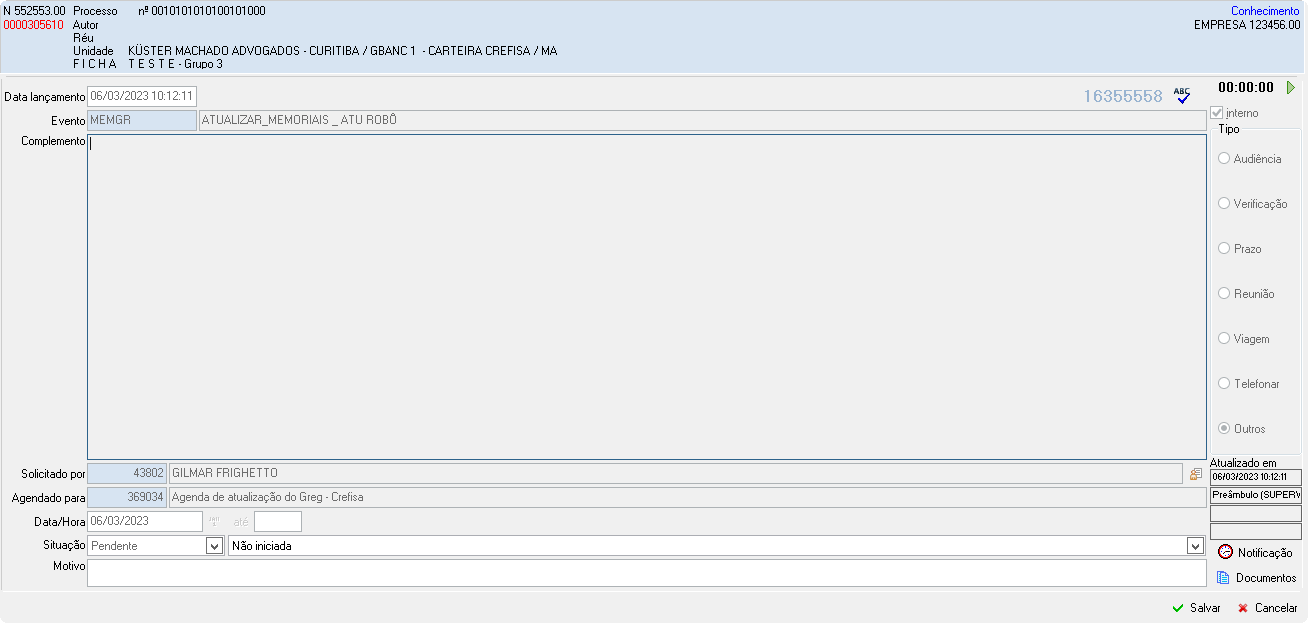 N 552553.00 Processo nº 0010101010100101000 Conhecimento
0000305610 Autor EMPRESA 123456.00
Réu
Unidade KÜSTER MACHADO ADVOGADOS - CURITIBA / GBANC 1 - CARTEIRA CREFISA / MA
F I C H A T E S T E - Grupo 3
Data lançamento 06/03/2023 10:12:11 16355558 ABC 00:00:00
interno
Evento MEMGR ATUALIZAR_MEMORIAIS _ ATU ROBÔ
Tipo
Complemento
Audiência
Verificação
Prazo
Reunião
Viagem
Telefonar
Outros
Solicitado por 43802 GILMAR FRIGHETTO
Atualizado em
06/03/2023 10:12:11
Agendado para 369034 Agenda de atualização do Greg - Crefisa
Preâmbulo (SUPERV
Data/Hora 06/03/2023 até
Situação Pendente Não iniciada
Notificação
Motivo
Documentos
Salvar Cancelar